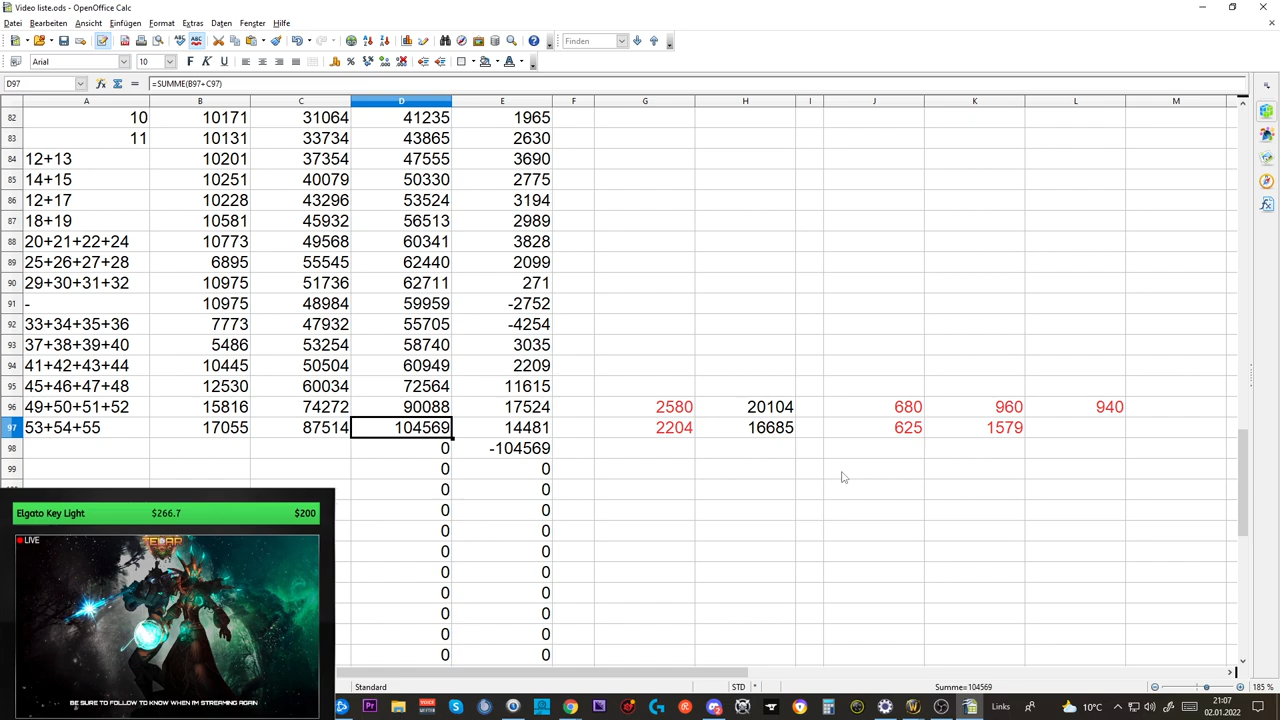 Video liste.ods - OpenOffice Calc
Datei Bearbeiten Ansicht Einfügen Format Extras Daten Fenster Hilfe
Finden
Arial 10 F K U
D97 =SUMME(B97+C97)
A B C D E F G H I J K L M
82 10 10171 31064 41235 1965
83 11 10131 33734 43865 2630
84 12+13 10201 37354 47555 3690
85 14+15 10251 40079 50330 2775
86 12+17 10228 43296 53524 3194
87 18+19 10581 45932 56513 2989
88 20+21+22+24 10773 49568 60341 3828
89 25+26+27+28 6895 55545 62440 2099
90 29+30+31+32 10975 51736 62711 271
91 - 10975 48984 59959 -2752
92 33+34+35+36 7773 47932 55705 -4254
93 37+38+39+40 5486 53254 58740 3035
94 41+42+43+44 10445 50504 60949 2209
95 45+46+47+48 12530 60034 72564 11615
96 49+50+51+52 15816 74272 90088 17524 2580 20104 680 960 940
97 53+54+55 17055 87514 104569 14481 2204 16685 625 1579
98 0 -104569
99 0 0
0 0
0 0
0 0
0 0
0 0
0 0
0 0
0 0
Elgato Key Light $266.7 $200
LIVE
BE SURE TO FOLLOW TO KNOW WHEN I'M STREAMING AGAIN
Standard STD * Summe=104569 185 %
10°C Links 21:07
02.01.2022